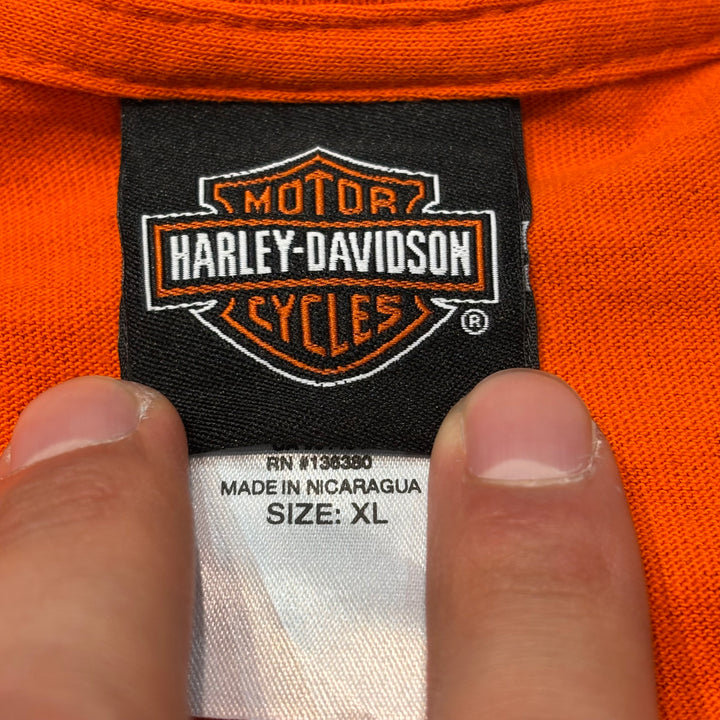 MOTOR
HARLEY-DAVIDSON
CYCLES
®
RN #136380
MADE IN NICARAGUA
SIZE: XL